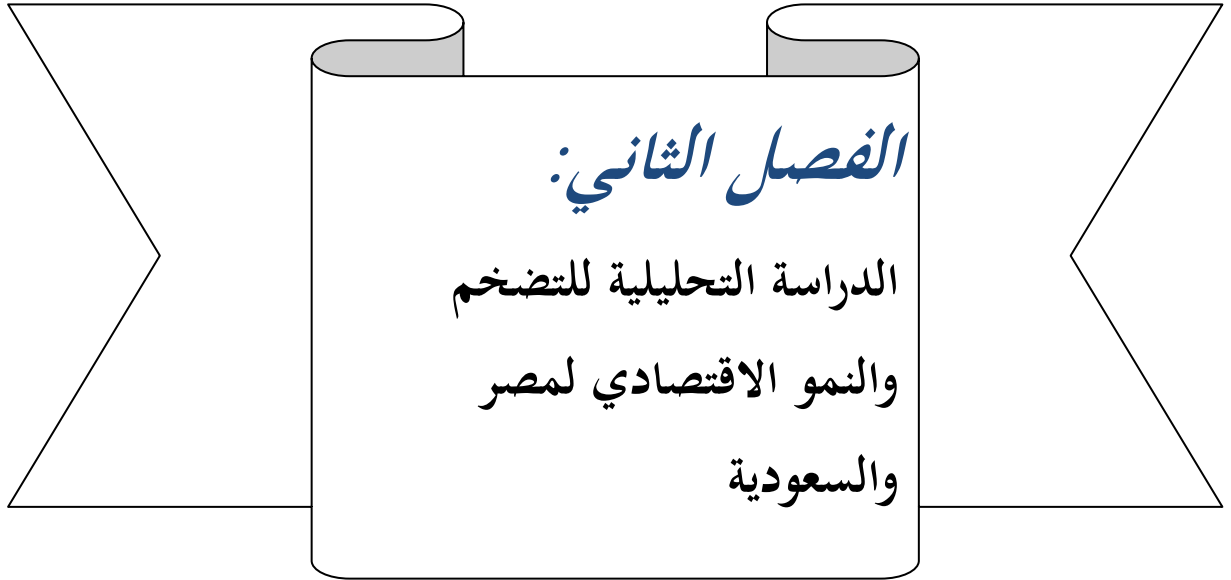 الفصل الثاني:
الدراسة التحليلية للتضخم
والنمو الاقتصادي لمصر
والسعودية